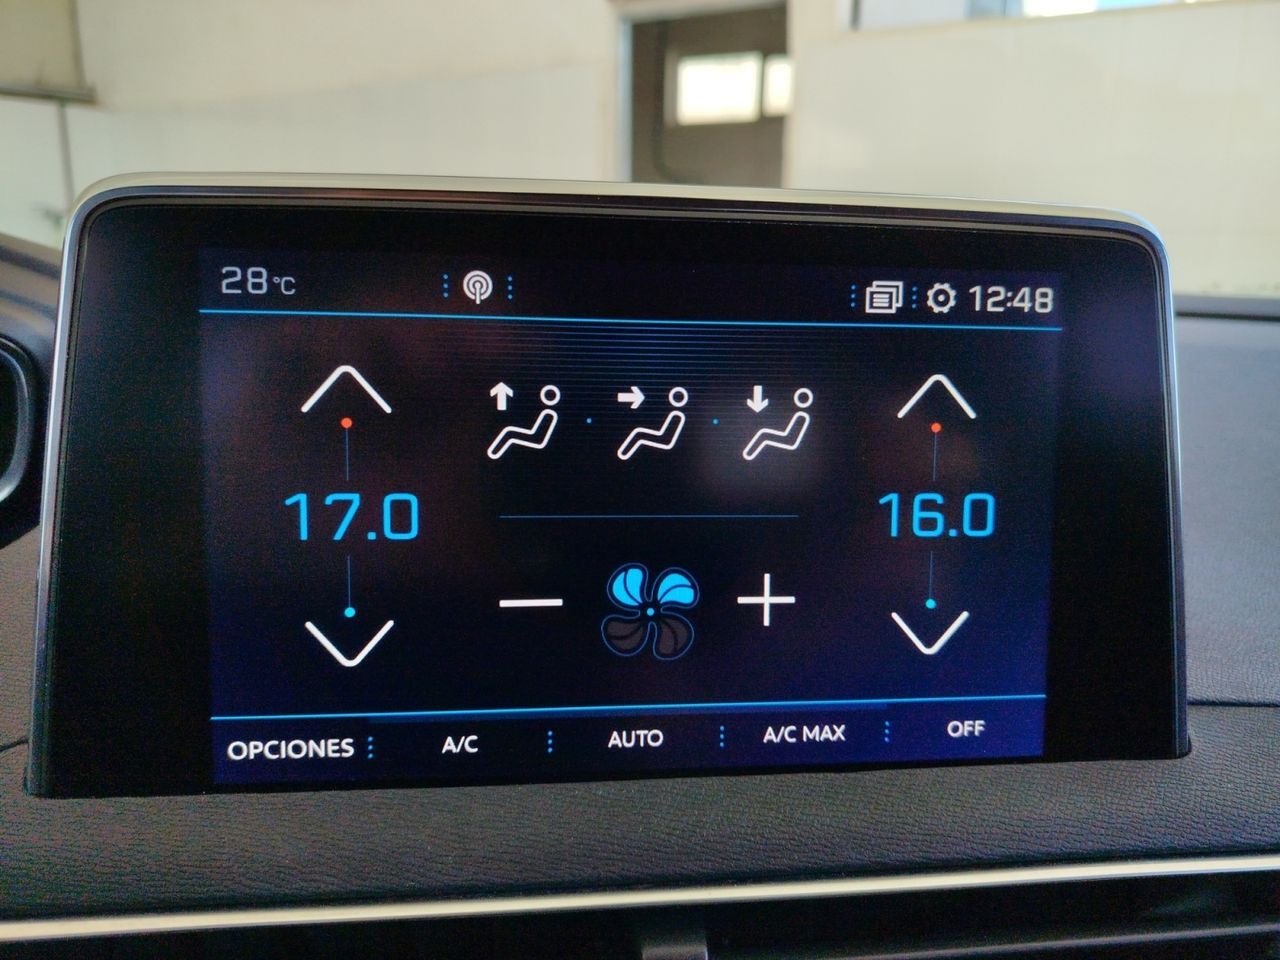 28°C 12:48
17.0 16.0
OPCIONES A/C AUTO A/C MAX OFF